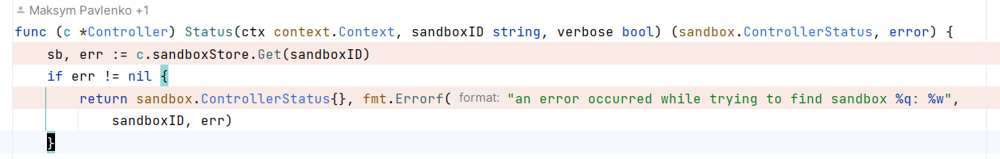 Maksym Pavlenko +1
func (c *Controller) Status(ctx context.Context, sandboxID string, verbose bool) (sandbox.ControllerStatus, error) {
sb, err := c.sandboxStore.Get(sandboxID)
if err != nil {
return sandbox.ControllerStatus{}, fmt.Errorf( format: "an error occurred while trying to find sandbox %q: %w",
sandboxID, err)
}